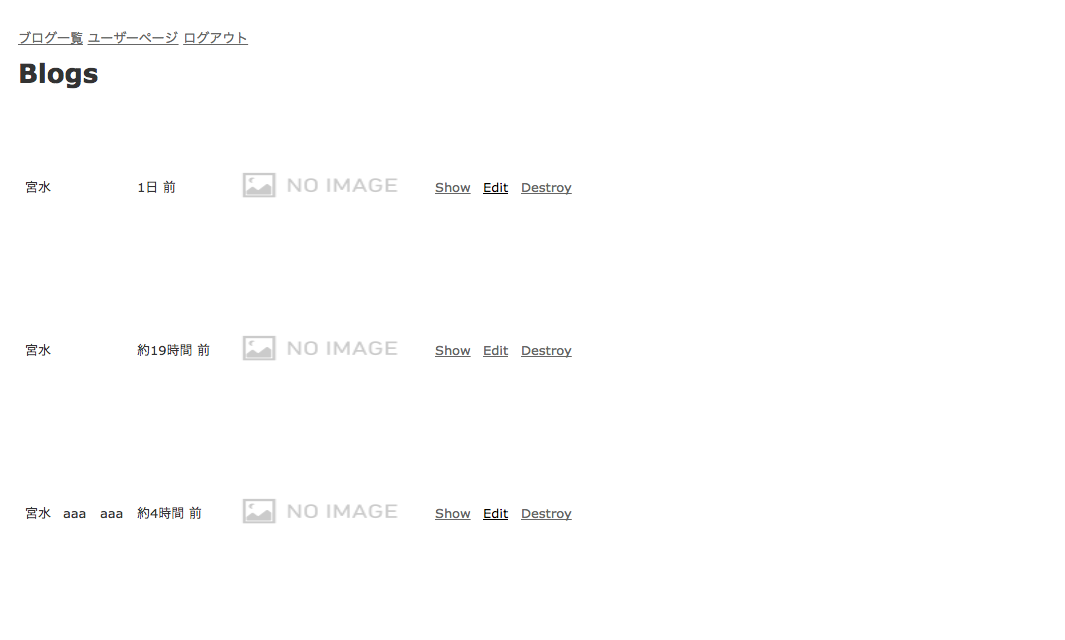 ブログ一覧 ユーザーページ ログアウト
Blogs
宮水 1日 前 NO IMAGE Show Edit Destroy
宮水 約19時間 前 NO IMAGE Show Edit Destroy
宮水 aaa aaa 約4時間 前 NO IMAGE Show Edit Destroy